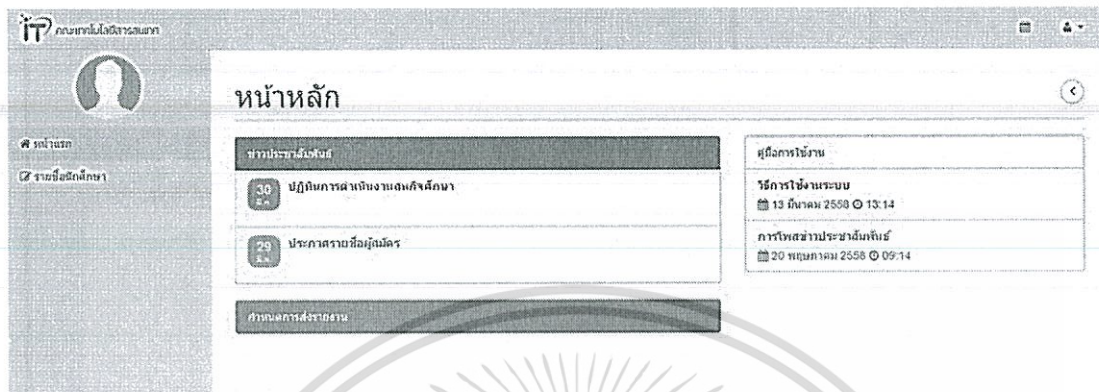 iT คณะเทคโนโลยีสารสนเทศ
หน้าหลัก
หน้าแรก
รายชื่อนักศึกษา
ข่าวประชาสัมพันธ์
30
มี.ค.
ปฏิทินการดำเนินงานสหกิจศึกษา
29
มี.ค.
ประกาศรายชื่อผู้สมัคร
กำหนดการส่งรายงาน
คู่มือการใช้งาน
วิธีการใช้งานระบบ
13 มีนาคม 2558 13:14
การโพสข่าวประชาสัมพันธ์
20 พฤษภาคม 2558 09:14